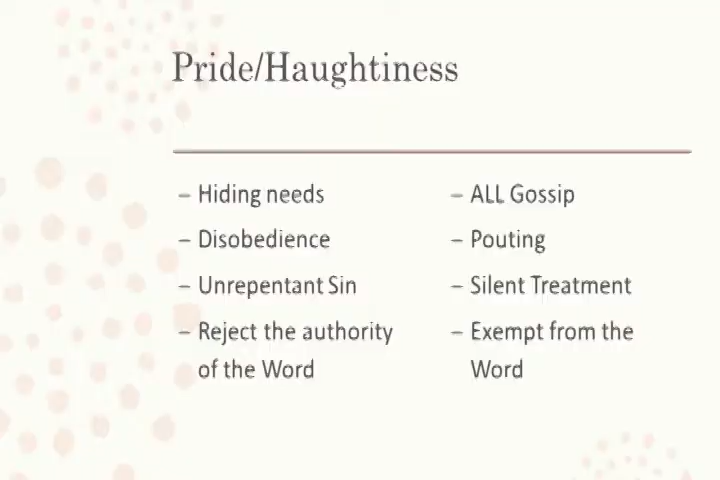 Pride/Haughtiness
– Hiding needs
– Disobedience
– Unrepentant Sin
– Reject the authority
of the Word
– ALL Gossip
– Pouting
– Silent Treatment
– Exempt from the
Word